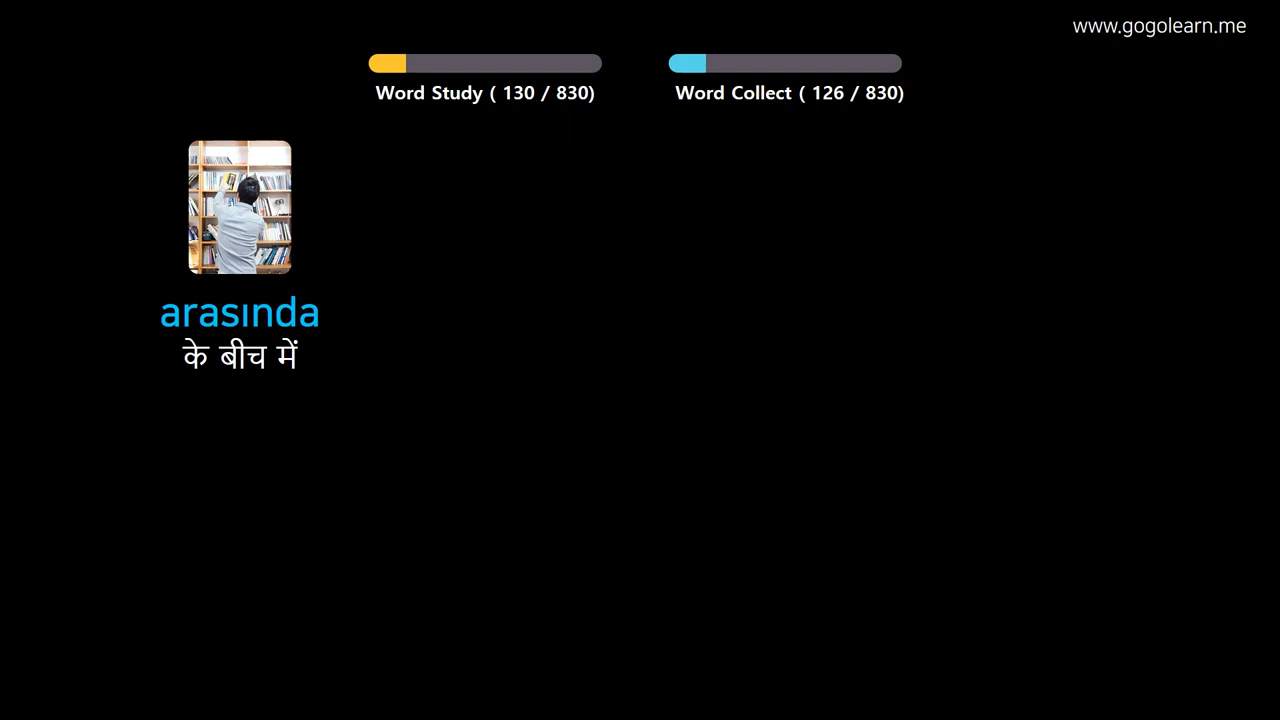 www.gogolearn.me
Word Study ( 130 / 830)
Word Collect ( 126 / 830)
arasında
के बीच में